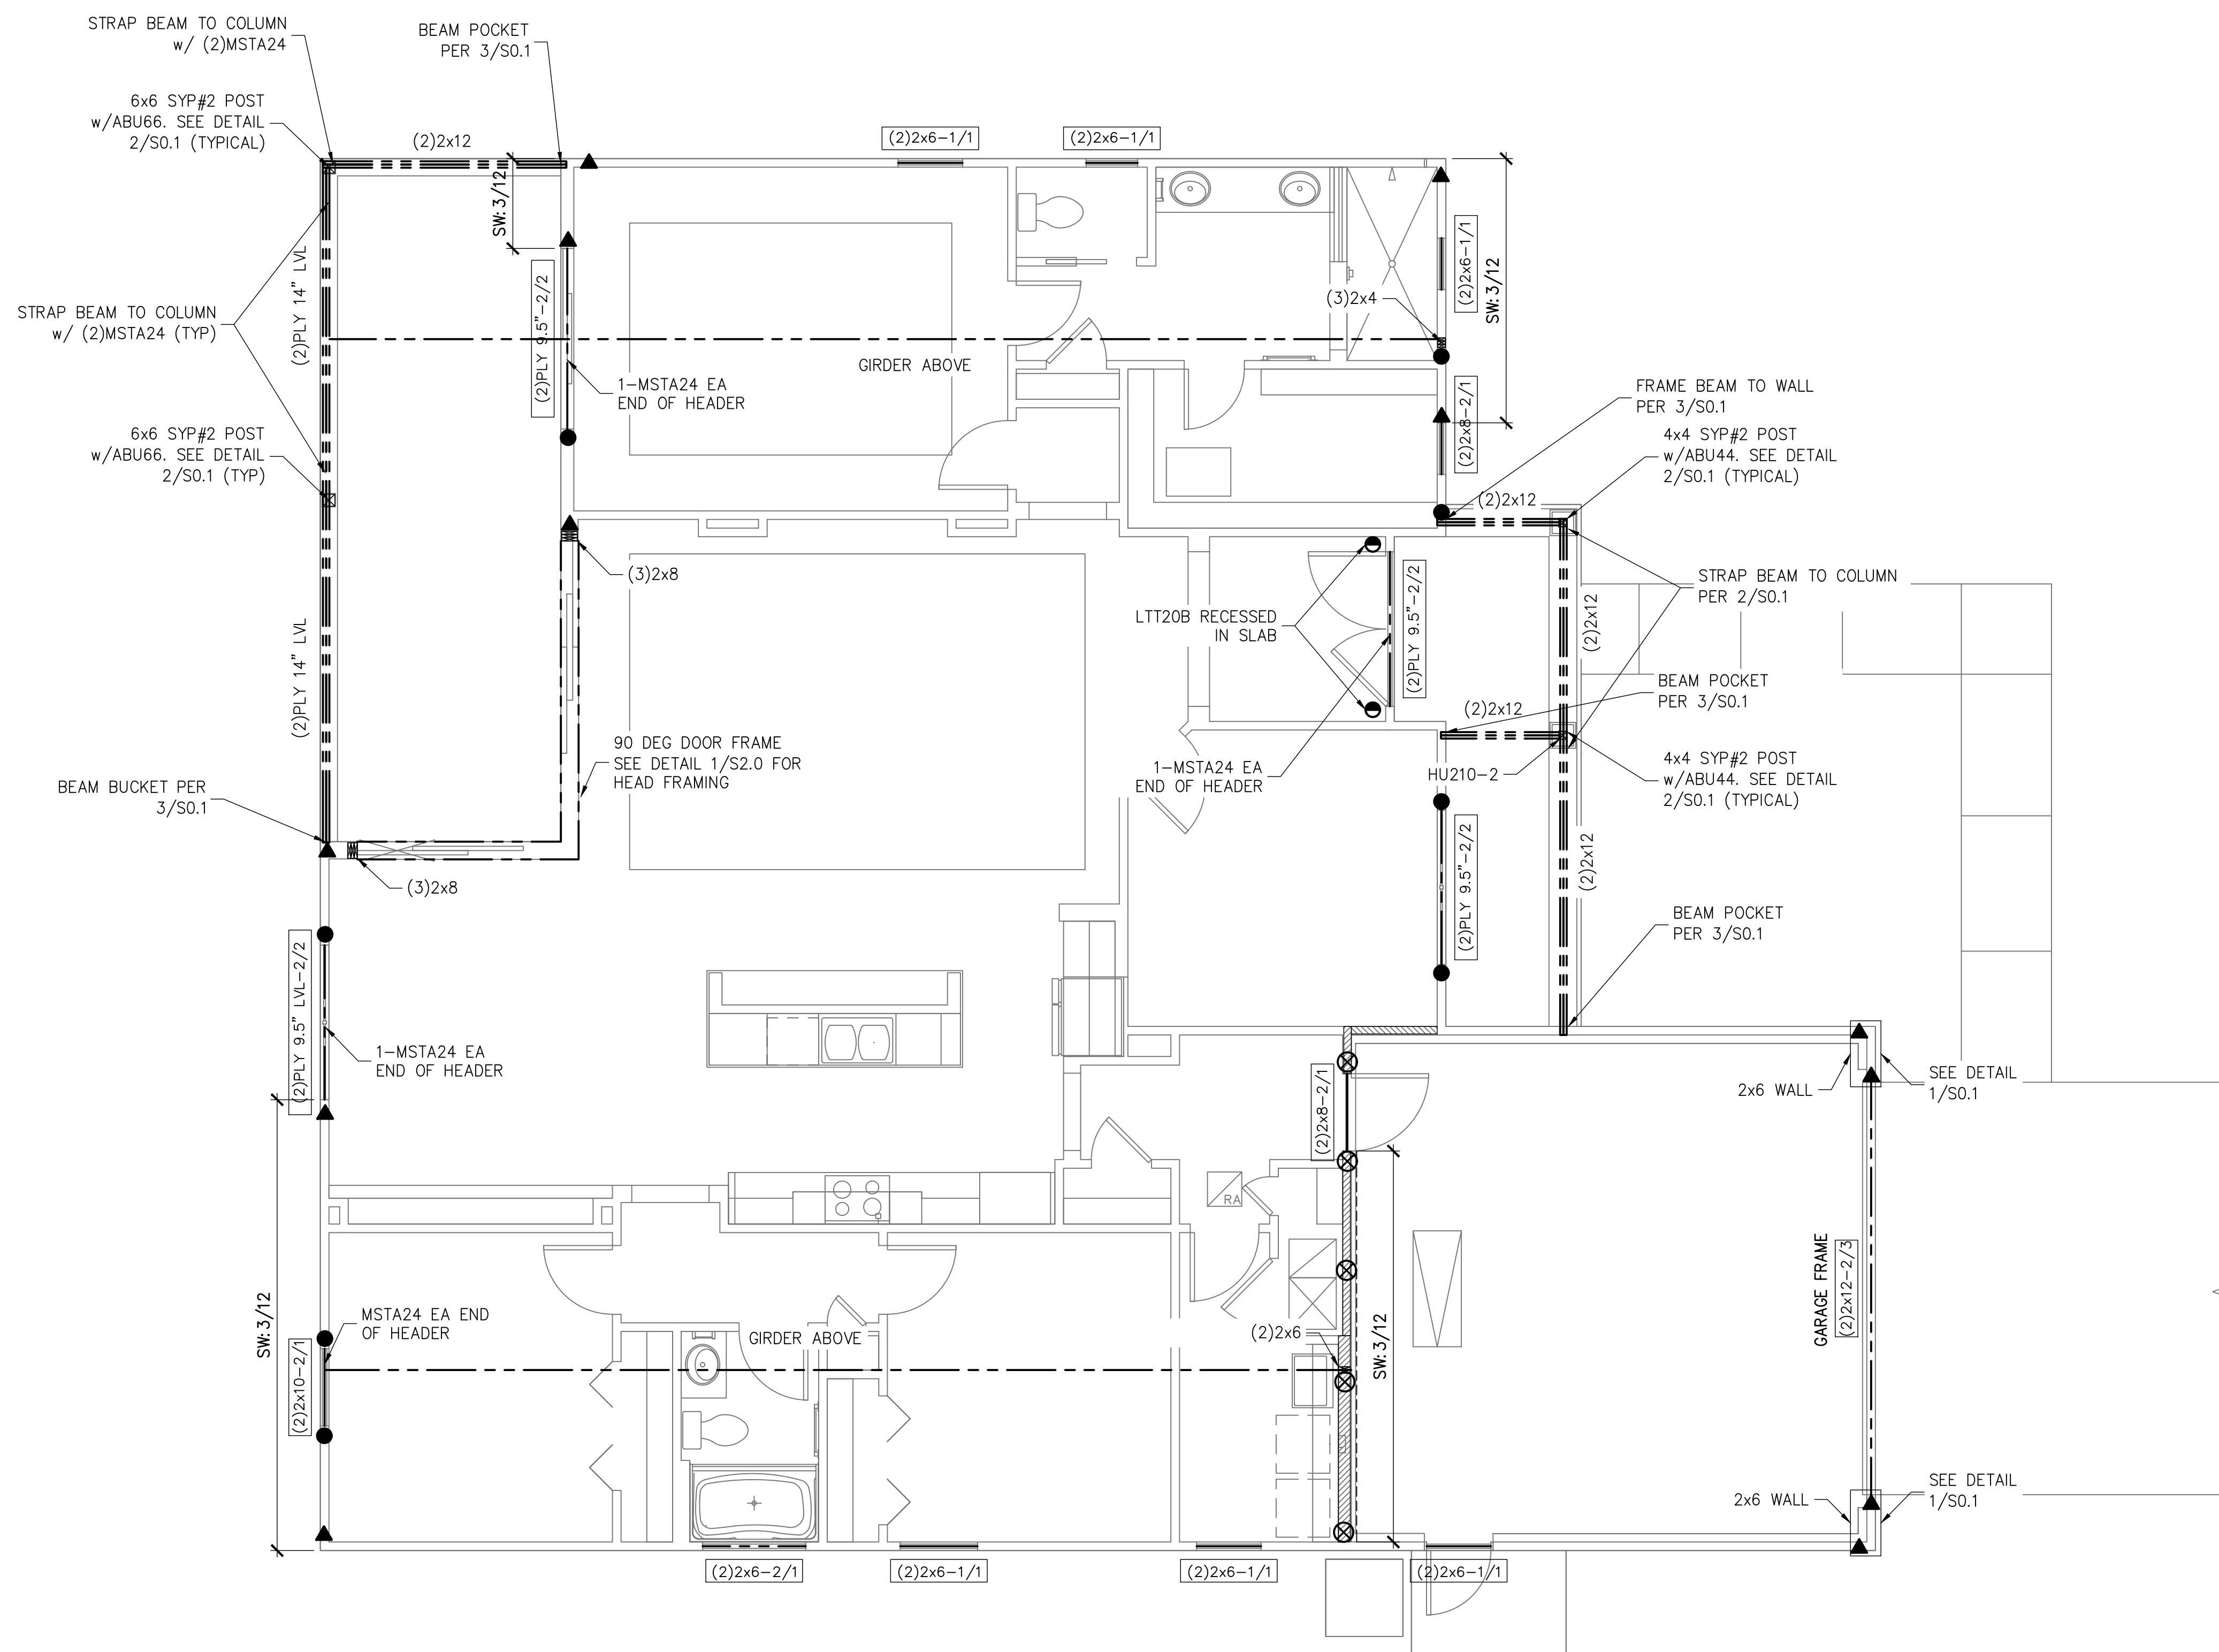 STRAP BEAM TO COLUMN
w/ (2)MSTA24
BEAM POCKET
PER 3/S0.1
6x6 SYP#2 POST
w/ABU66. SEE DETAIL
2/S0.1 (TYPICAL)
(2)2x12
(2)2x6-1/1
(2)2x6-1/1
SW: 3/12
(2)PLY 14" LVL
STRAP BEAM TO COLUMN
w/ (2)MSTA24 (TYP)
(2)PLY 9.5"-2/2
(3)2x4
(2)2x6-1/1
SW: 3/12
GIRDER ABOVE
1-MSTA24 EA
END OF HEADER
FRAME BEAM TO WALL
PER 3/S0.1
(2)2x8-2/1
6x6 SYP#2 POST
w/ABU66. SEE DETAIL
2/S0.1 (TYP)
4x4 SYP#2 POST
w/ABU44. SEE DETAIL
2/S0.1 (TYPICAL)
(2)2x12
(3)2x8
STRAP BEAM TO COLUMN
PER 2/S0.1
LTT20B RECESSED
IN SLAB
(2)PLY 9.5"-2/2
(2)2x12
(2)PLY 14" LVL
BEAM POCKET
PER 3/S0.1
(2)2x12
90 DEG DOOR FRAME
SEE DETAIL 1/S2.0 FOR
HEAD FRAMING
1-MSTA24 EA
END OF HEADER
HU210-2
4x4 SYP#2 POST
w/ABU44. SEE DETAIL
2/S0.1 (TYPICAL)
BEAM BUCKET PER
3/S0.1
(3)2x8
(2)PLY 9.5"-2/2
(2)2x12
BEAM POCKET
PER 3/S0.1
(2)PLY 9.5" LVL-2/2
1-MSTA24 EA
END OF HEADER
(2)2x8-2/1
2x6 WALL
SEE DETAIL
1/S0.1
RA
SW: 3/12
MSTA24 EA END
OF HEADER
GIRDER ABOVE
(2)2x6
SW: 3/12
GARAGE FRAME
(2)2x12-2/3
(2)2x10-2/1
2x6 WALL
SEE DETAIL
1/S0.1
(2)2x6-2/1
(2)2x6-1/1
(2)2x6-1/1
(2)2x6-1/1